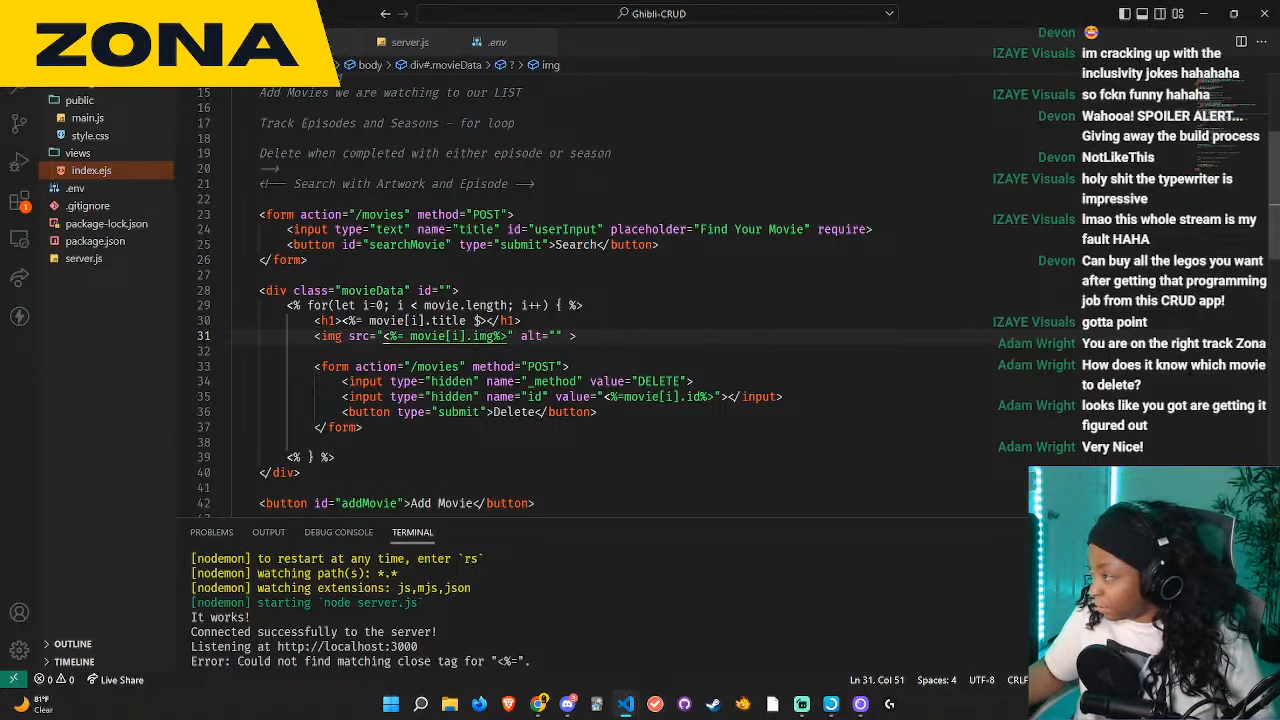 ZONA
Ghibli-CRUD
server.js
.env
body
div#.movieData
?
img
public
main.js
style.css
views
index.ejs
.env
.gitignore
package-lock.json
package.json
server.js
OUTLINE
TIMELINE
15 Add Movies we are watching to our LIST
16
17 Track Episodes and Seasons - for loop
18
19 Delete when completed with either episode or season
20 -->
21 <!-- Search with Artwork and Episode -->
22
23 <form action="/movies" method="POST">
24 <input type="text" name="title" id="userInput" placeholder="Find Your Movie" require>
25 <button id="searchMovie" type="submit">Search</button>
26 </form>
27
28 <div class="movieData" id="">
29 <% for(let i=0; i < movie.length; i++) { %>
30 <h1><%= movie[i].title $></h1>
31 <img src="<%= movie[i].img%>" alt="" >
32
33 <form action="/movies" method="POST">
34 <input type="hidden" name="_method" value="DELETE">
35 <input type="hidden" name="id" value="<%=movie[i].id%>"></input>
36 <button type="submit">Delete</button>
37 </form>
38
39 <% } %>
40 </div>
41
42 <button id="addMovie">Add Movie</button>
PROBLEMS OUTPUT DEBUG CONSOLE TERMINAL
[nodemon] to restart at any time, enter `rs`
[nodemon] watching path(s): *.*
[nodemon] watching extensions: js,mjs,json
[nodemon] starting `node server.js`
It works!
Connected successfully to the server!
Listening at http://localhost:3000
Error: Could not find matching close tag for "<%=".
Devon
IZAYE Visuals im cracking up with the
inclusivity jokes hahahaha
IZAYE Visuals so fckn funny hahaha
Devon Wahooa! SPOILER ALERT...
Giving away the build process
Devon NotLikeThis
IZAYE Visuals holy shit the typewriter is
impressive
IZAYE Visuals lmao this whole stream is my
fault HAHA
Devon Can buy all the legos you want
after getting that programming
job from this CRUD app!
IZAYE Visuals gotta point
Adam Wright You are on the right track Zona
Adam Wright How does it know which movie
to delete?
Adam Wright looks like you got are getting it
figured out
Adam Wright Very Nice!
0 0 Live Share
Ln 31, Col 51 Spaces: 4 UTF-8 CRLF
81°F
Clear
1